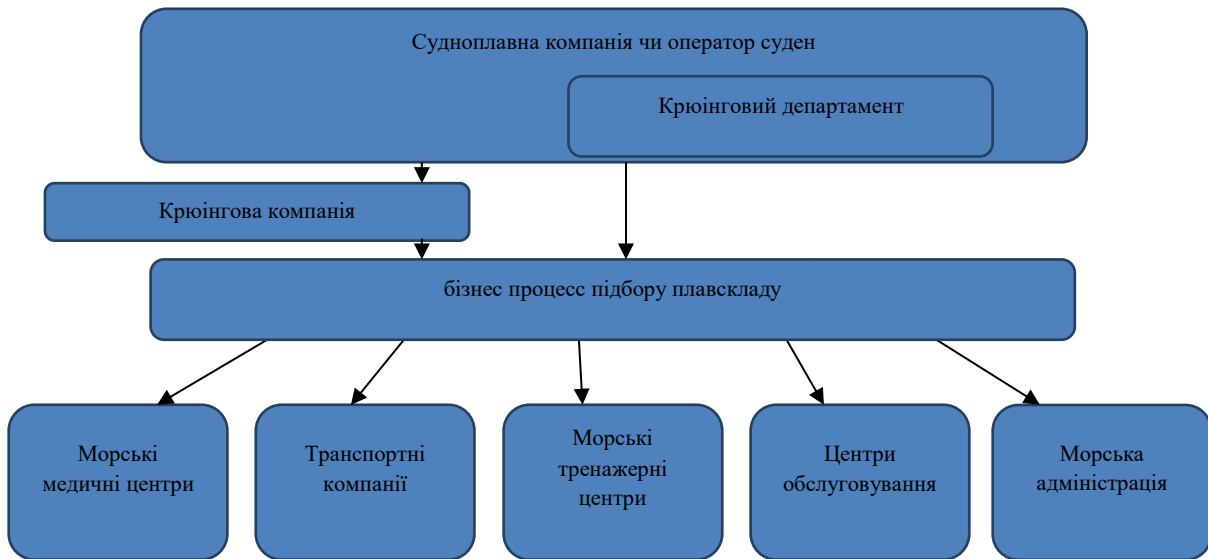 Судноплавна компанія чи оператор суден
Крюінговий департамент
Крюінгова компанія
бізнес процесс підбору плавскладу
Морські
медичні центри
Транспортні
компанії
Морські
тренажерні
центри
Центри
обслуговування
Морська
адміністрація